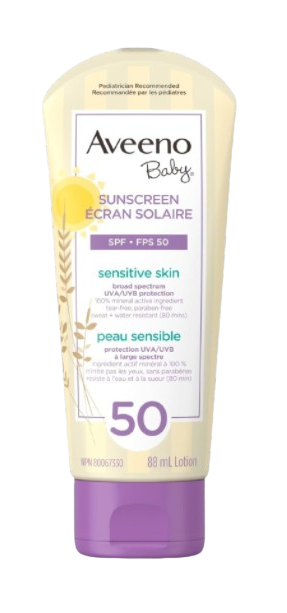 Pediatrician Recommended
Recommandée par les pédiatres
Aveeno
Baby®
SUNSCREEN
ÉCRAN SOLAIRE
SPF • FPS 50
sensitive skin
broad spectrum
UVA/UVB protection
100% mineral active ingredient
tear-free, paraben-free
sweat + water resistant (80 mins)
peau sensible
protection UVA/UVB
à large spectre
ingrédient actif minéral à 100 %
n'irrite pas les yeux, sans parabènes
résiste à l'eau et à la sueur (80 min)
50
NPN 80067330
88 mL Lotion